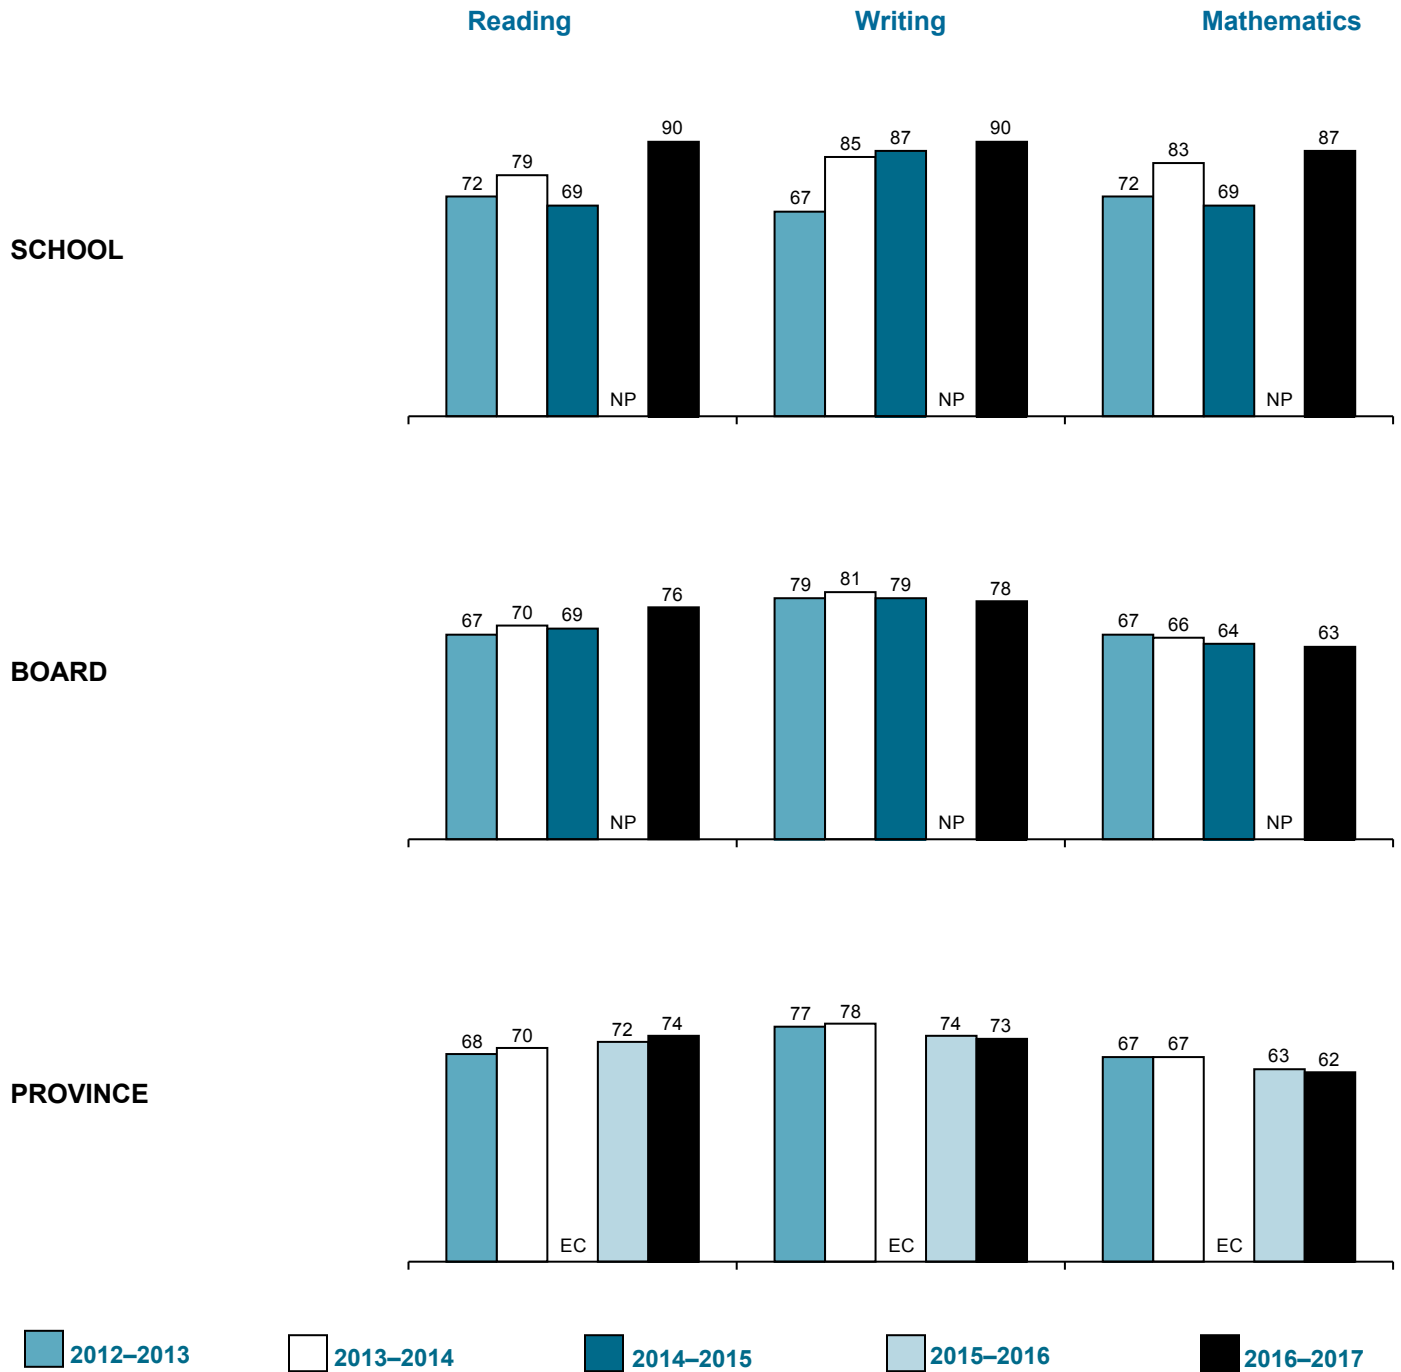 Reading Writing Mathematics
SCHOOL
72 79 69 NP 90
67 85 87 NP 90
72 83 69 NP 87
BOARD
67 70 69 NP 76
79 81 79 NP 78
67 66 64 NP 63
PROVINCE
68 70 EC 72 74
77 78 EC 74 73
67 67 EC 63 62
2012–2013 2013–2014 2014–2015 2015–2016 2016–2017